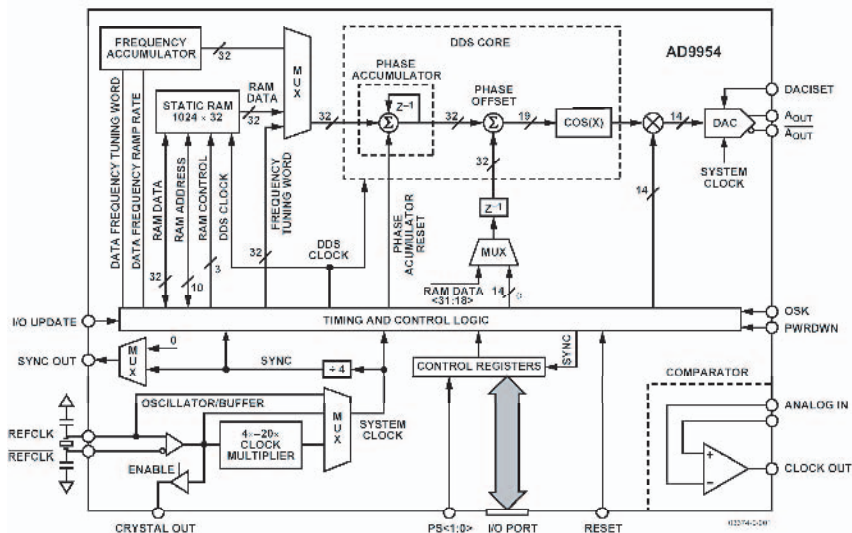 FREQUENCY
ACCUMULATOR
32
MUX
DDS CORE
AD9954
PHASE
ACCUMULATOR
PHASE
OFFSET
STATIC RAM
1024 × 32
RAM
DATA
32
32
Z–1
Σ
32
Σ
19
COS(X)
14
DAC
DACISET
AOUT
AOUT
SYSTEM
CLOCK
DATA FREQUENCY TUNING WORD
DATA FREQUENCY RAMP RATE
RAM DATA
RAM ADDRESS
RAM CONTROL
DDS CLOCK
FREQUENCY
TUNING WORD
32
Z–1
14
32
10
3
32
DDS
CLOCK
PHASE
ACUMULATOR
RESET
MUX
RAM DATA
<31:18>
14
0
I/O UPDATE
TIMING AND CONTROL LOGIC
OSK
PWRDWN
SYNC OUT
MUX
0
SYNC
÷ 4
CONTROL REGISTERS
SYNC
COMPARATOR
OSCILLATOR/BUFFER
MUX
SYSTEM
CLOCK
ANALOG IN
REFCLK
REFCLK
4×–20×
CLOCK
MULTIPLIER
+
–
CLOCK OUT
ENABLE
CRYSTAL OUT
PS<1:0>
I/O PORT
RESET